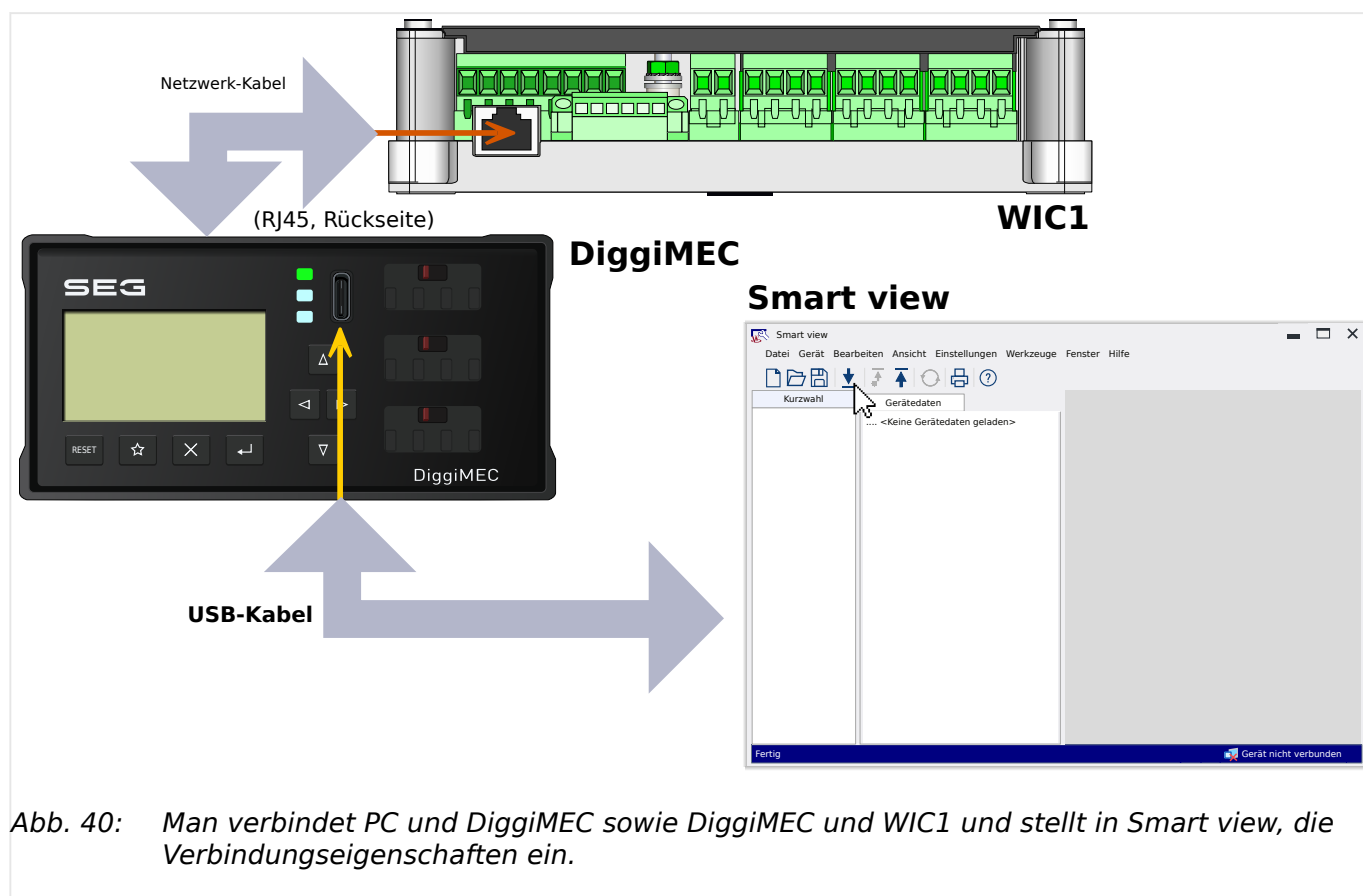 Netzwerk-Kabel
(RJ45, Rückseite)
WIC1
DiggiMEC
SEG
RESET
DiggiMEC
USB-Kabel
Smart view
Smart view
Datei Gerät Bearbeiten Ansicht Einstellungen Werkzeuge Fenster Hilfe
Kurzwahl
Gerätedaten
.... <Keine Gerätedaten geladen>
Fertig
Gerät nicht verbunden
Abb. 40: Man verbindet PC und DiggiMEC sowie DiggiMEC und WIC1 und stellt in Smart view, die
Verbindungseigenschaften ein.